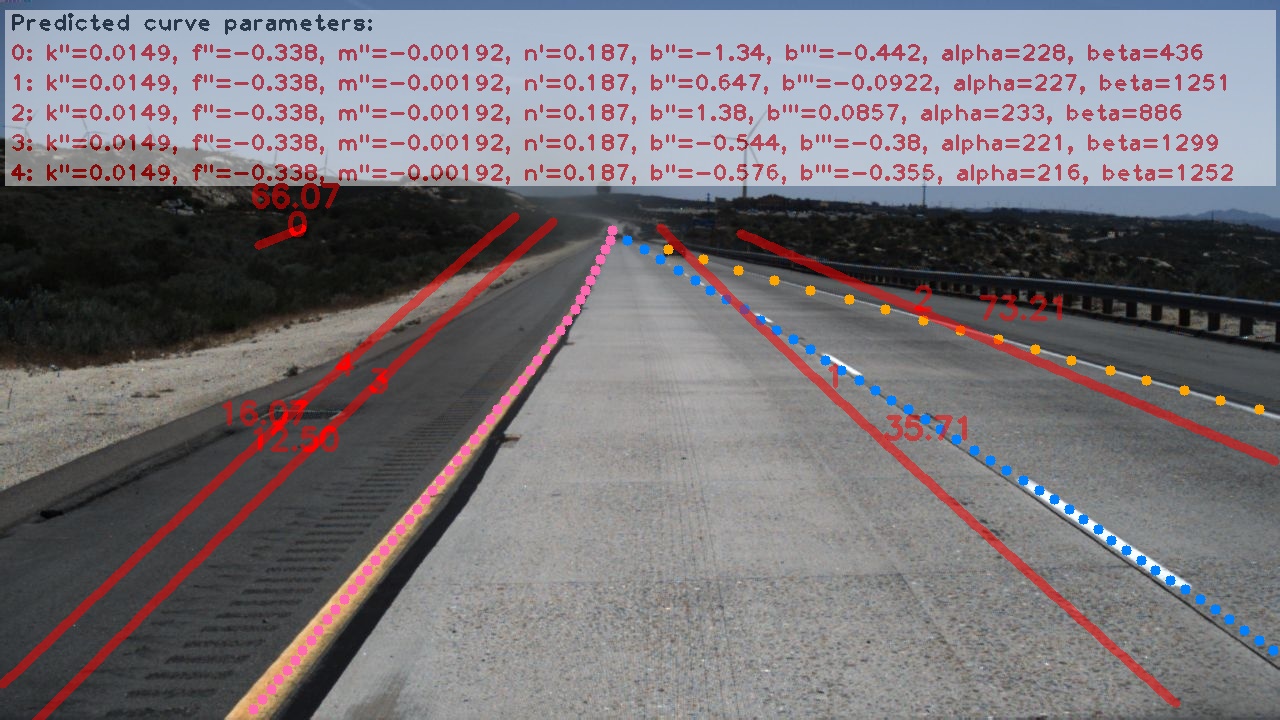 Predicted curve parameters:
0: k''=0.0149, f''=−0.338, m''=−0.00192, n'=0.187, b''=−1.34, b'''=−0.442, alpha=228, beta=436
1: k''=0.0149, f''=−0.338, m''=−0.00192, n'=0.187, b''=0.647, b'''=−0.0922, alpha=227, beta=1251
2: k''=0.0149, f''=−0.338, m''=−0.00192, n'=0.187, b''=1.38, b'''=0.0857, alpha=233, beta=886
3: k''=0.0149, f''=−0.338, m''=−0.00192, n'=0.187, b''=−0.544, b'''=−0.38, alpha=221, beta=1299
4: k''=0.0149, f''=−0.338, m''=−0.00192, n'=0.187, b''=−0.576, b'''=−0.355, alpha=216, beta=1252
66.07
0
2 73.21
4
3
1
16.07
12.50
35.71